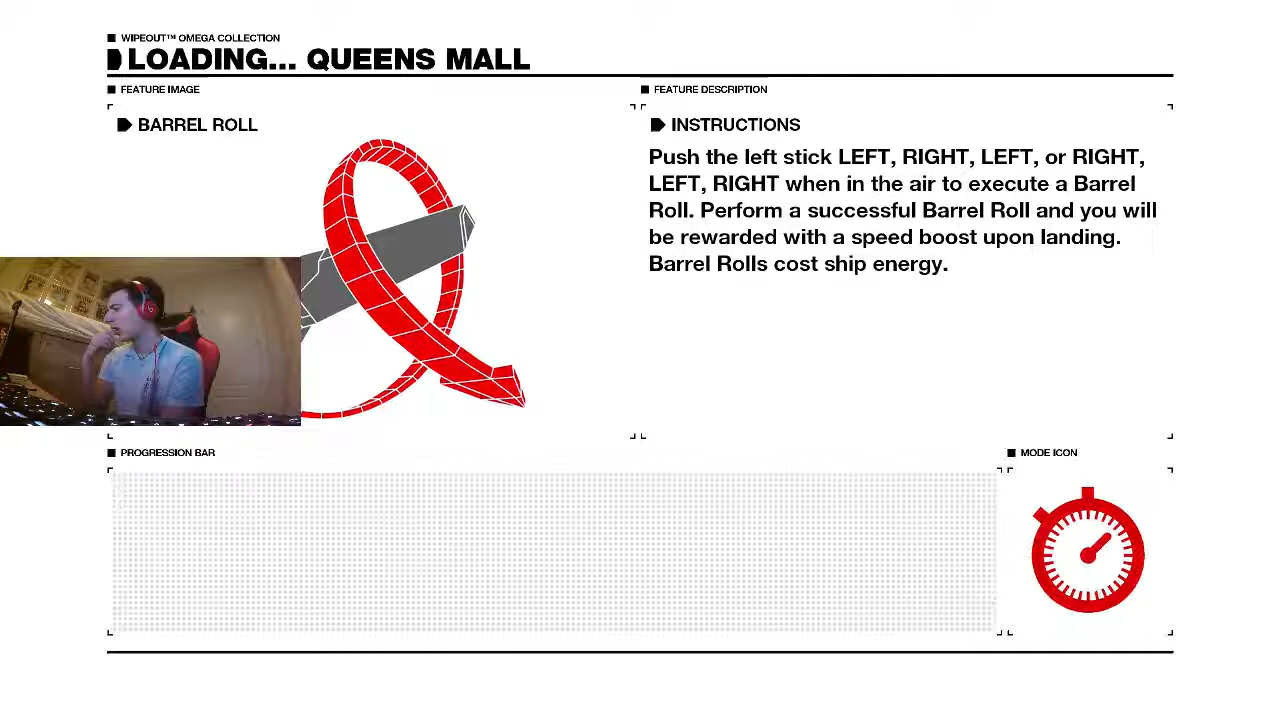 WIPEOUT™ OMEGA COLLECTION
LOADING... QUEENS MALL
FEATURE IMAGE
BARREL ROLL
FEATURE DESCRIPTION
INSTRUCTIONS
Push the left stick LEFT, RIGHT, LEFT, or RIGHT,
LEFT, RIGHT when in the air to execute a Barrel
Roll. Perform a successful Barrel Roll and you will
be rewarded with a speed boost upon landing.
Barrel Rolls cost ship energy.
PROGRESSION BAR
MODE ICON